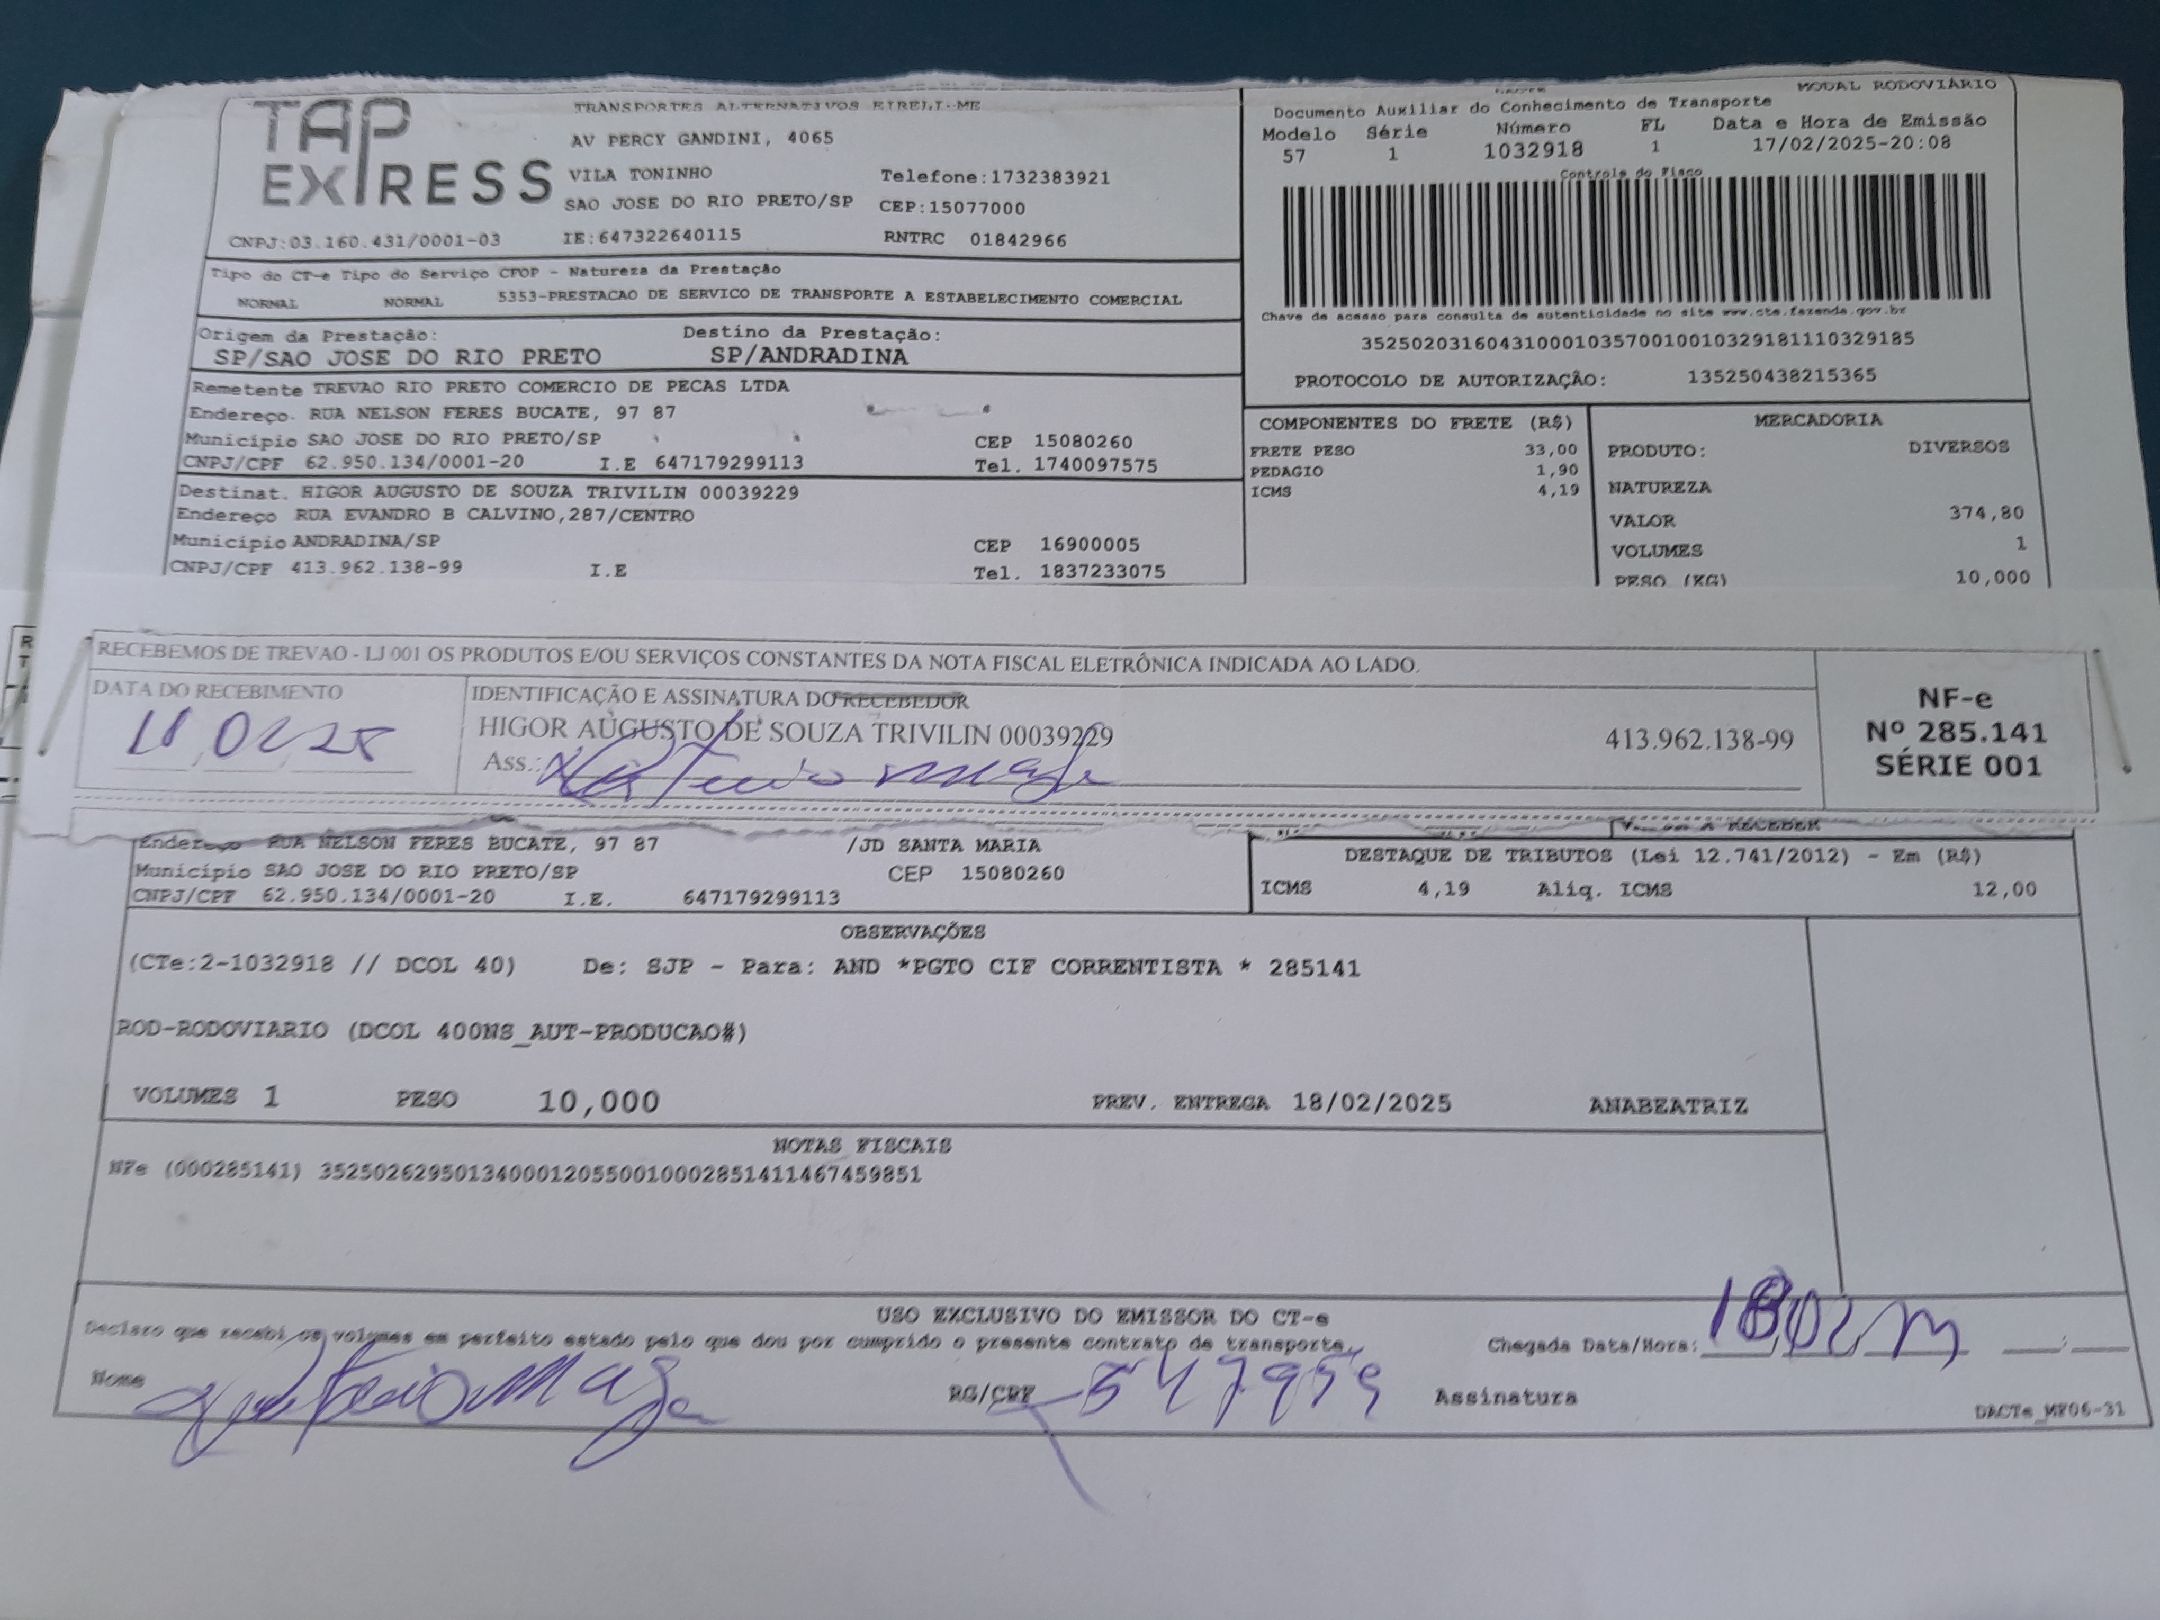 TAP EXPRESS
TRANSPORTES ALTERNATIVOS EIRELI-ME
AV PERCY GANDINI, 4065
VILA TONINHO Telefone:1732383921
SAO JOSE DO RIO PRETO/SP CEP:15077000
CNPJ:03.160.431/0001-03 IE:647322640115 RNTRC 01842966
MODAL RODOVIÁRIO
Documento Auxiliar do Conhecimento de Transporte
Modelo Série Número FL Data e Hora de Emissão
57 1 1032918 1 17/02/2025-20:08
Controle do Fisco
Chave de acesso para consulta de autenticidade no site www.cte.fazenda.gov.br
35250203160431000103570010010329181110329185
PROTOCOLO DE AUTORIZAÇÃO: 135250438215365
Tipo do CT-e Tipo do Serviço CFOP - Natureza da Prestação
NORMAL NORMAL 5353-PRESTACAO DE SERVICO DE TRANSPORTE A ESTABELECIMENTO COMERCIAL
Origem da Prestação: Destino da Prestação:
SP/SAO JOSE DO RIO PRETO SP/ANDRADINA
Remetente TREVAO RIO PRETO COMERCIO DE PECAS LTDA
Endereço. RUA NELSON FERES BUCATE, 97 87
Município SAO JOSE DO RIO PRETO/SP CEP 15080260
CNPJ/CPF 62.950.134/0001-20 I.E 647179299113 Tel. 1740097575
Destinat. HIGOR AUGUSTO DE SOUZA TRIVILIN 00039229
Endereço RUA EVANDRO B CALVINO,287/CENTRO
Município ANDRADINA/SP CEP 16900005
CNPJ/CPF 413.962.138-99 I.E Tel. 1837233075
COMPONENTES DO FRETE (R$)
FRETE PESO 33,00
PEDAGIO 1,90
ICMS 4,19
MERCADORIA
PRODUTO: DIVERSOS
NATUREZA
VALOR 374,80
VOLUMES 1
PESO (KG) 10,000
RECEBEMOS DE TREVAO - LJ 001 OS PRODUTOS E/OU SERVIÇOS CONSTANTES DA NOTA FISCAL ELETRÔNICA INDICADA AO LADO.
DATA DO RECEBIMENTO IDENTIFICAÇÃO E ASSINATURA DO RECEBEDOR
HIGOR AUGUSTO DE SOUZA TRIVILIN 00039229 413.962.138-99
18 02 25
Ass.:
NF-e
Nº 285.141
SÉRIE 001
Endereço RUA NELSON FERES BUCATE, 97 87 /JD SANTA MARIA
Município SAO JOSE DO RIO PRETO/SP CEP 15080260
CNPJ/CPF 62.950.134/0001-20 I.E. 647179299113
A RECEBER
DESTAQUE DE TRIBUTOS (Lei 12.741/2012) - Em (R$)
ICMS 4,19 Aliq. ICMS 12,00
OBSERVAÇÕES
(CTe:2-1032918 // DCOL 40) De: SJP - Para: AND *PGTO CIF CORRENTISTA * 285141
ROD-RODOVIARIO (DCOL 400NS_AUT-PRODUCAO#)
VOLUMES 1 PESO 10,000 PREV. ENTREGA 18/02/2025 ANABEATRIZ
NOTAS FISCAIS
NFe (000285141) 35250262950134000120550010002851411467459851
USO EXCLUSIVO DO EMISSOR DO CT-e
Declaro que recebi os volumes em perfeito estado pelo que dou por cumprido o presente contrato de transporte.
Chegada Data/Hora: 18 02
Nome RG/CPF Assinatura
DACTe_MF06-31